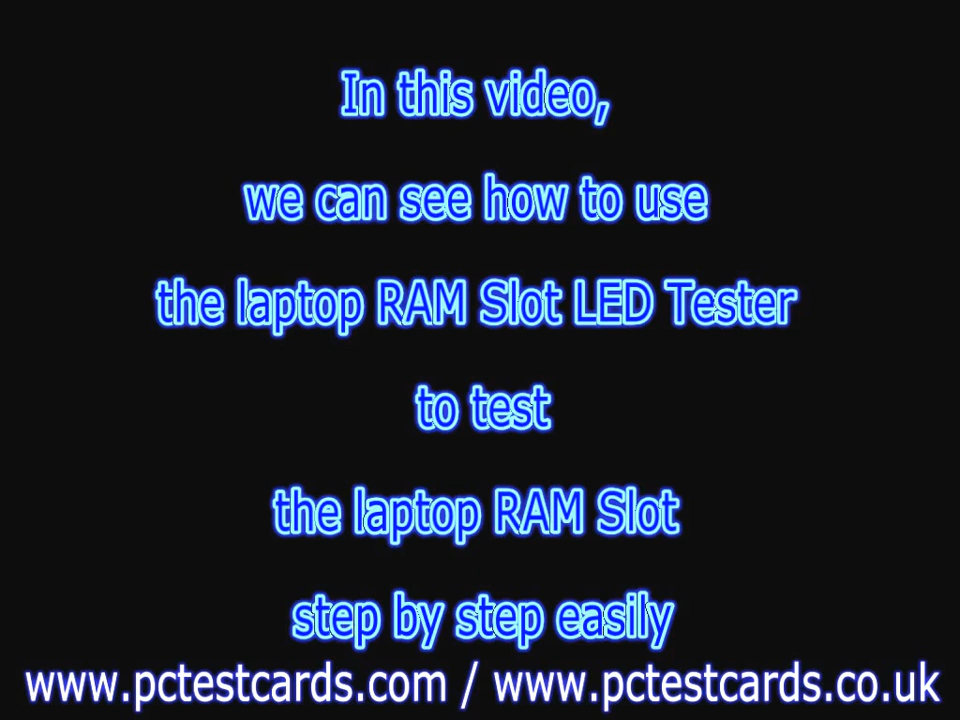 In this video,
we can see how to use
the laptop RAM Slot LED Tester
to test
the laptop RAM Slot
step by step easily
www.pctestcards.com / www.pctestcards.co.uk